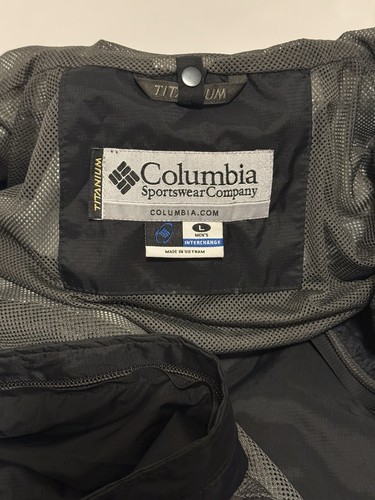 TITANIUM
TITANIUM
Columbia
Sportswear Company
COLUMBIA.COM
L
MEN'S
INTERCHANGE
MADE IN VIETNAM